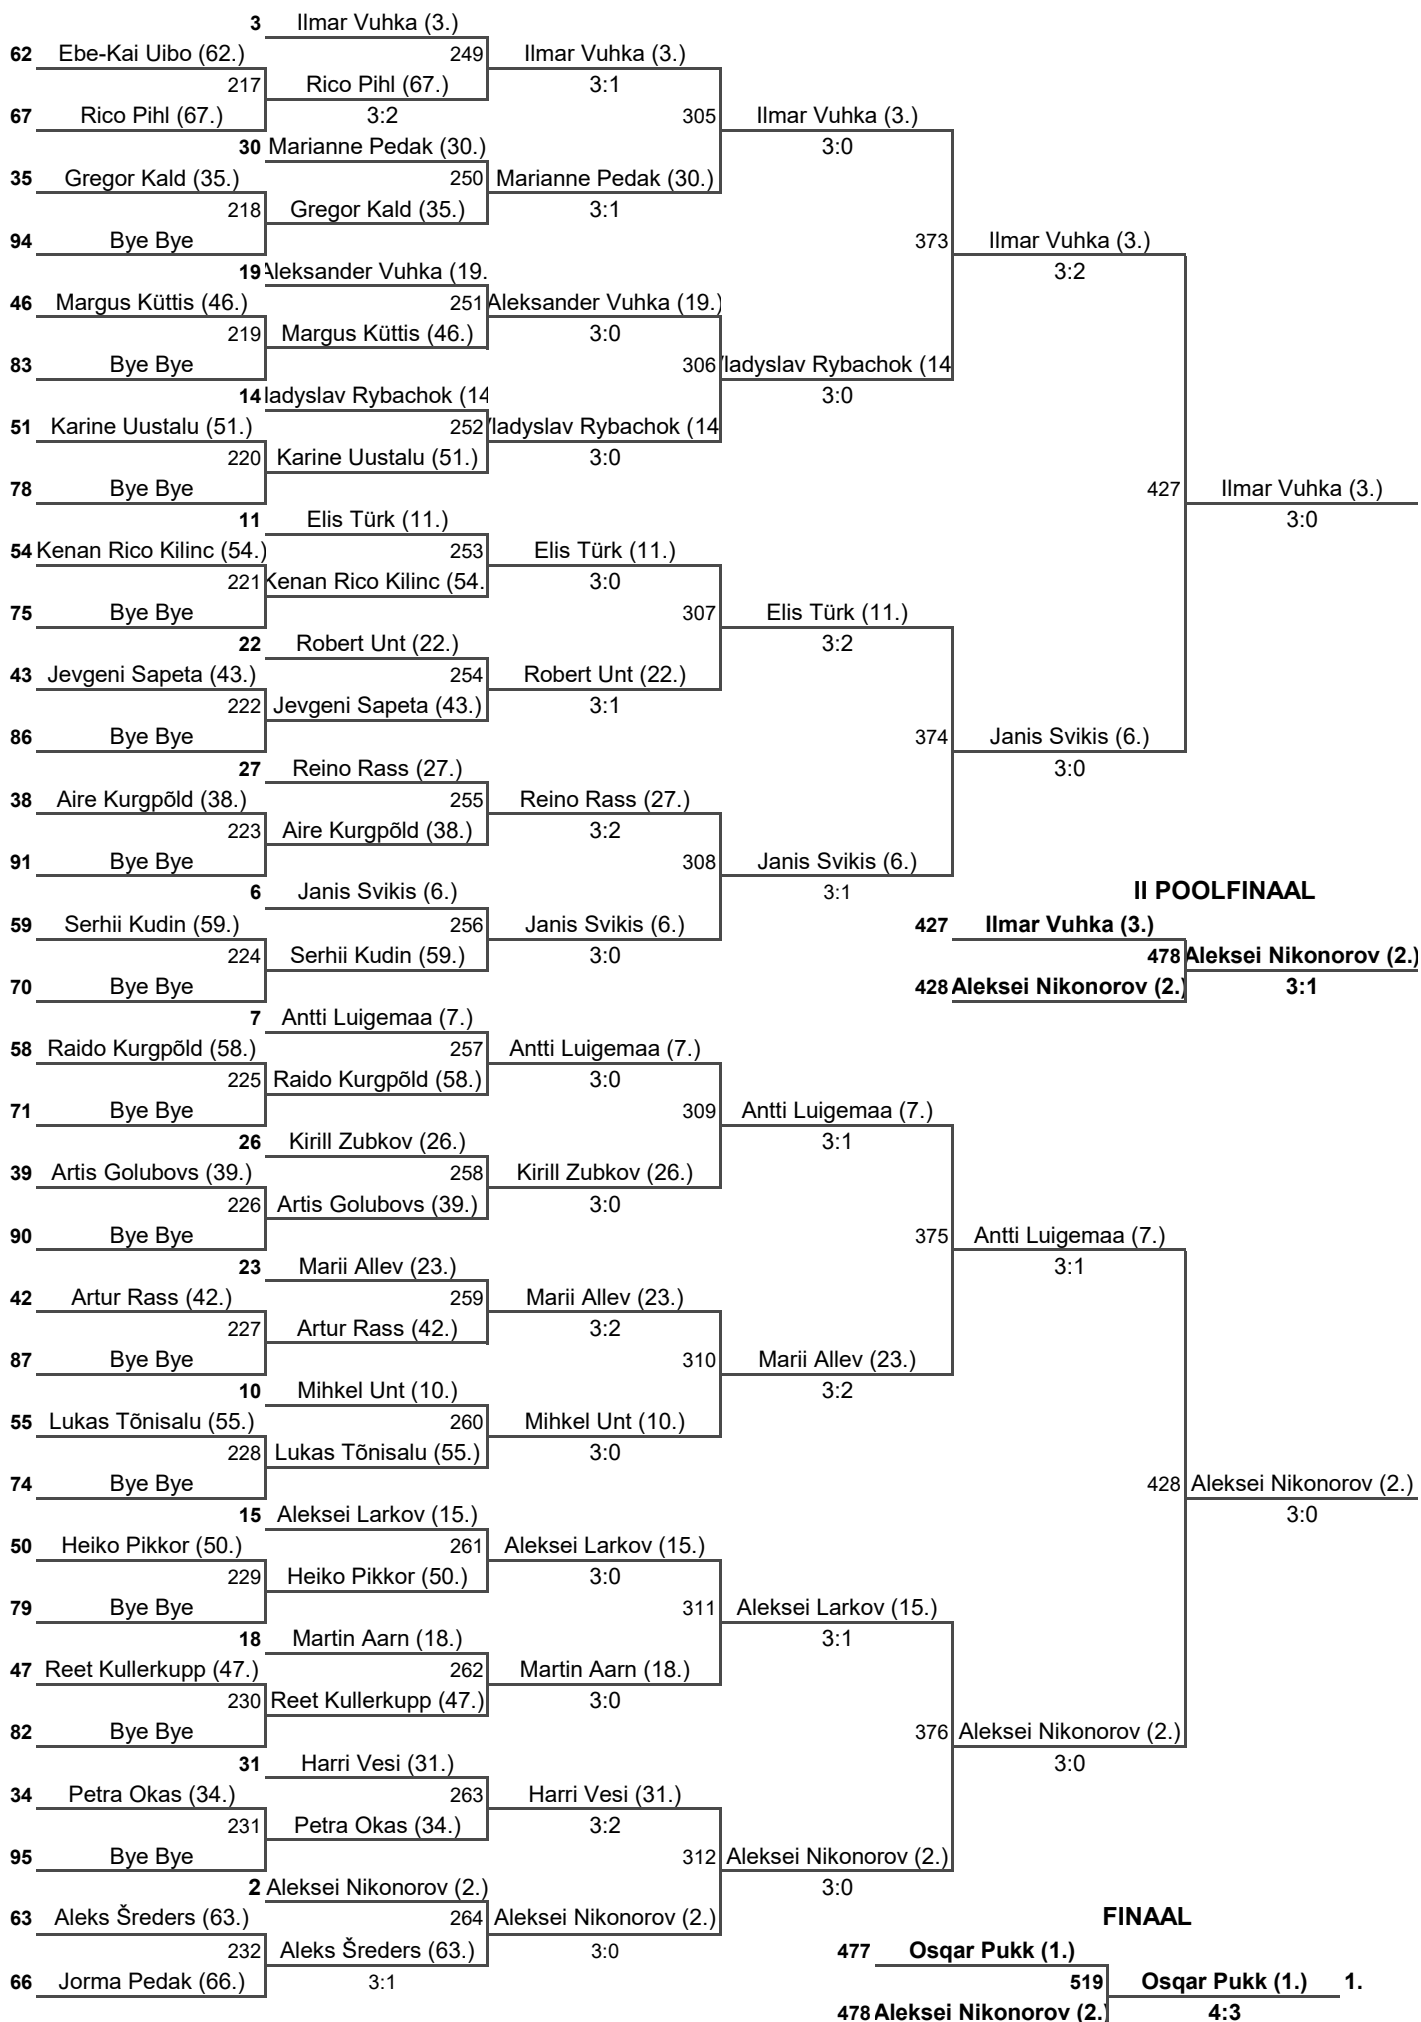 3 Ilmar Vuhka (3.)
62 Ebe-Kai Uibo (62.) 249 Ilmar Vuhka (3.)
217 Rico Pihl (67.) 3:1
67 Rico Pihl (67.) 3:2 305 Ilmar Vuhka (3.)
30 Marianne Pedak (30.) 3:0
35 Gregor Kald (35.) 250 Marianne Pedak (30.)
218 Gregor Kald (35.) 3:1
94 Bye Bye 373 Ilmar Vuhka (3.)
19 Aleksander Vuhka (19. 3:2
46 Margus Küttis (46.) 251 Aleksander Vuhka (19.)
219 Margus Küttis (46.) 3:0
83 Bye Bye 306 ladyslav Rybachok (14
14 ladyslav Rybachok (14 3:0
51 Karine Uustalu (51.) 252 ladyslav Rybachok (14
220 Karine Uustalu (51.) 3:0
78 Bye Bye 427 Ilmar Vuhka (3.)
11 Elis Türk (11.) 3:0
54 Kenan Rico Kilinc (54.) 253 Elis Türk (11.)
221 Kenan Rico Kilinc (54. 3:0
75 Bye Bye 307 Elis Türk (11.)
22 Robert Unt (22.) 3:2
43 Jevgeni Sapeta (43.) 254 Robert Unt (22.)
222 Jevgeni Sapeta (43.) 3:1
86 Bye Bye 374 Janis Svikis (6.)
27 Reino Rass (27.) 3:0
38 Aire Kurgpõld (38.) 255 Reino Rass (27.)
223 Aire Kurgpõld (38.) 3:2
91 Bye Bye 308 Janis Svikis (6.)
6 Janis Svikis (6.) 3:1 II POOLFINAAL
59 Serhii Kudin (59.) 256 Janis Svikis (6.) 427 Ilmar Vuhka (3.)
224 Serhii Kudin (59.) 3:0 478 Aleksei Nikonorov (2.)
70 Bye Bye 428 Aleksei Nikonorov (2.) 3:1
7 Antti Luigemaa (7.)
58 Raido Kurgpõld (58.) 257 Antti Luigemaa (7.)
225 Raido Kurgpõld (58.) 3:0
71 Bye Bye 309 Antti Luigemaa (7.)
26 Kirill Zubkov (26.) 3:1
39 Artis Golubovs (39.) 258 Kirill Zubkov (26.)
226 Artis Golubovs (39.) 3:0
90 Bye Bye 375 Antti Luigemaa (7.)
23 Marii Allev (23.) 3:1
42 Artur Rass (42.) 259 Marii Allev (23.)
227 Artur Rass (42.) 3:2
87 Bye Bye 310 Marii Allev (23.)
10 Mihkel Unt (10.) 3:2
55 Lukas Tõnisalu (55.) 260 Mihkel Unt (10.)
228 Lukas Tõnisalu (55.) 3:0
74 Bye Bye 428 Aleksei Nikonorov (2.)
15 Aleksei Larkov (15.) 3:0
50 Heiko Pikkor (50.) 261 Aleksei Larkov (15.)
229 Heiko Pikkor (50.) 3:0
79 Bye Bye 311 Aleksei Larkov (15.)
18 Martin Aarn (18.) 3:1
47 Reet Kullerkupp (47.) 262 Martin Aarn (18.)
230 Reet Kullerkupp (47.) 3:0
82 Bye Bye 376 Aleksei Nikonorov (2.)
31 Harri Vesi (31.) 3:0
34 Petra Okas (34.) 263 Harri Vesi (31.)
231 Petra Okas (34.) 3:2
95 Bye Bye 312 Aleksei Nikonorov (2.)
2 Aleksei Nikonorov (2.) 3:0
63 Aleks Šreders (63.) 264 Aleksei Nikonorov (2.) FINAAL
232 Aleks Šreders (63.) 3:0 477 Osqar Pukk (1.)
66 Jorma Pedak (66.) 3:1 519 Osqar Pukk (1.) 1.
478 Aleksei Nikonorov (2.) 4:3